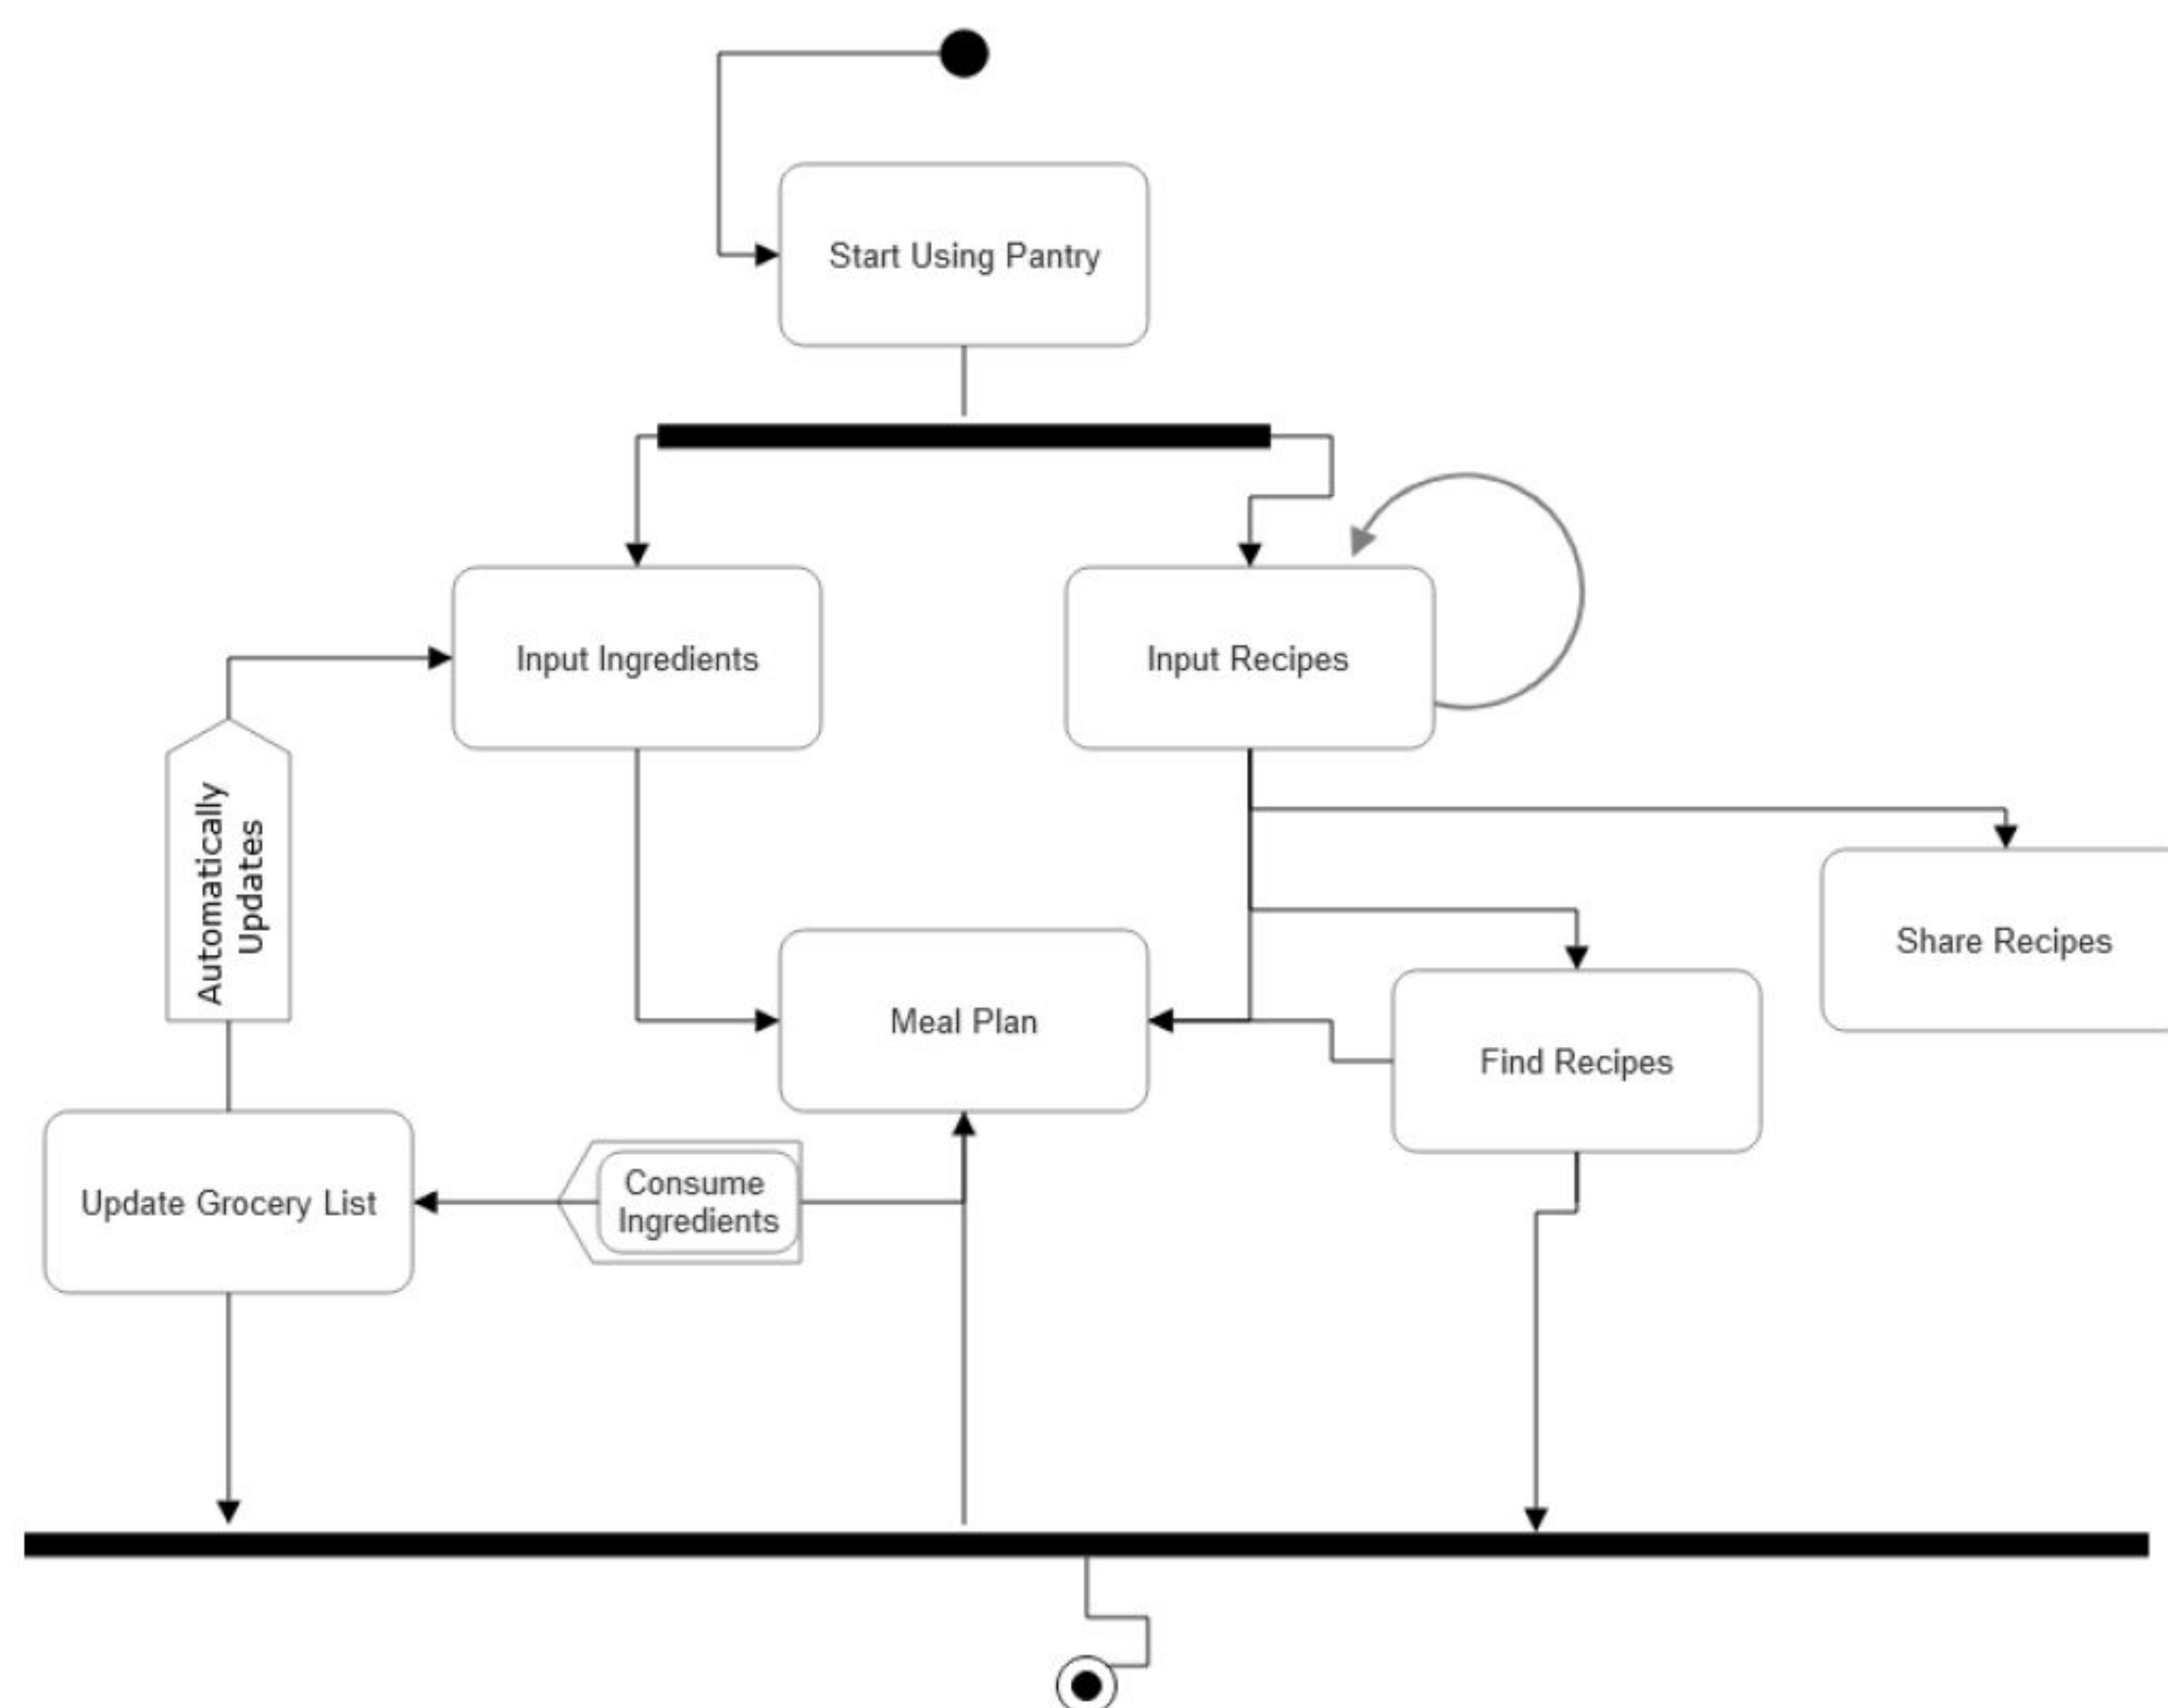 Start Using Pantry
Input Ingredients
Input Recipes
Automatically
Updates
Share Recipes
Meal Plan
Find Recipes
Update Grocery List
Consume
Ingredients